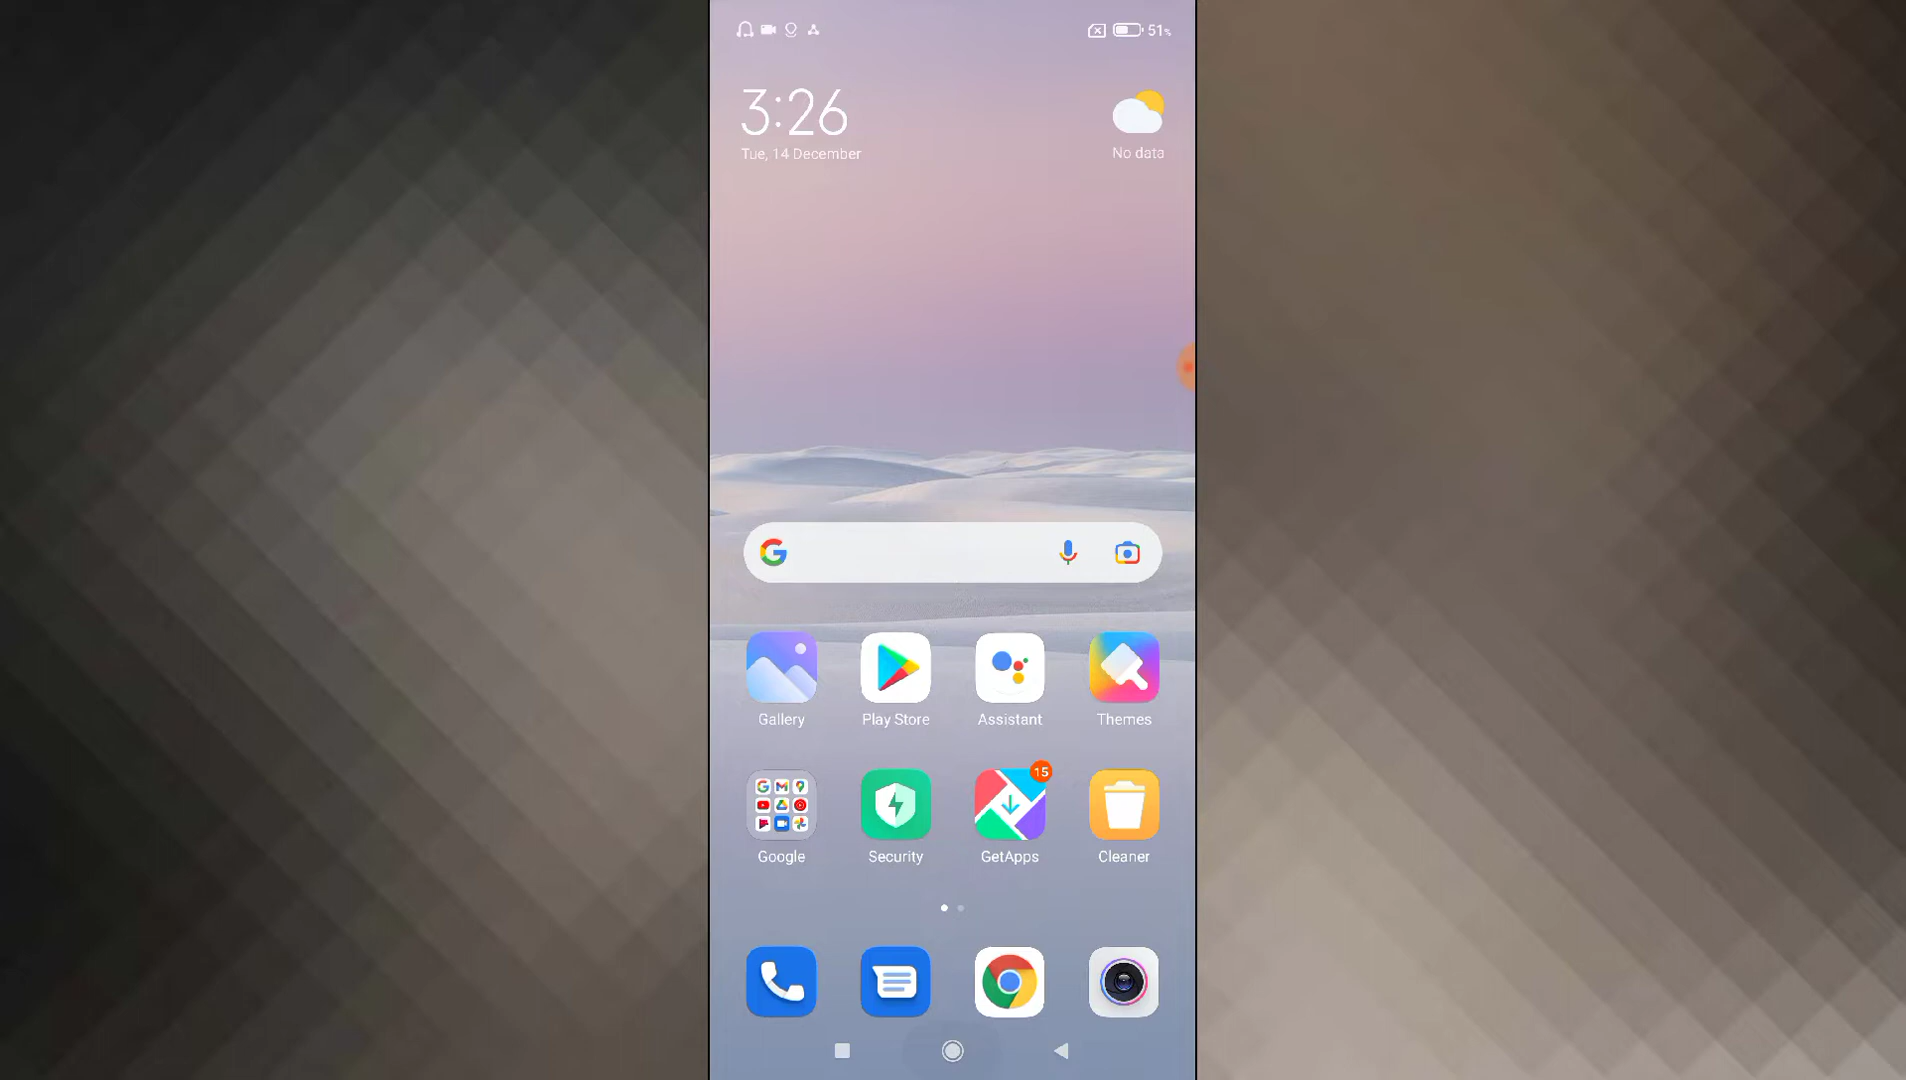 51%
3:26
Tue, 14 December
No data
Gallery
Play Store
Assistant
Themes
15
Google
Security
GetApps
Cleaner